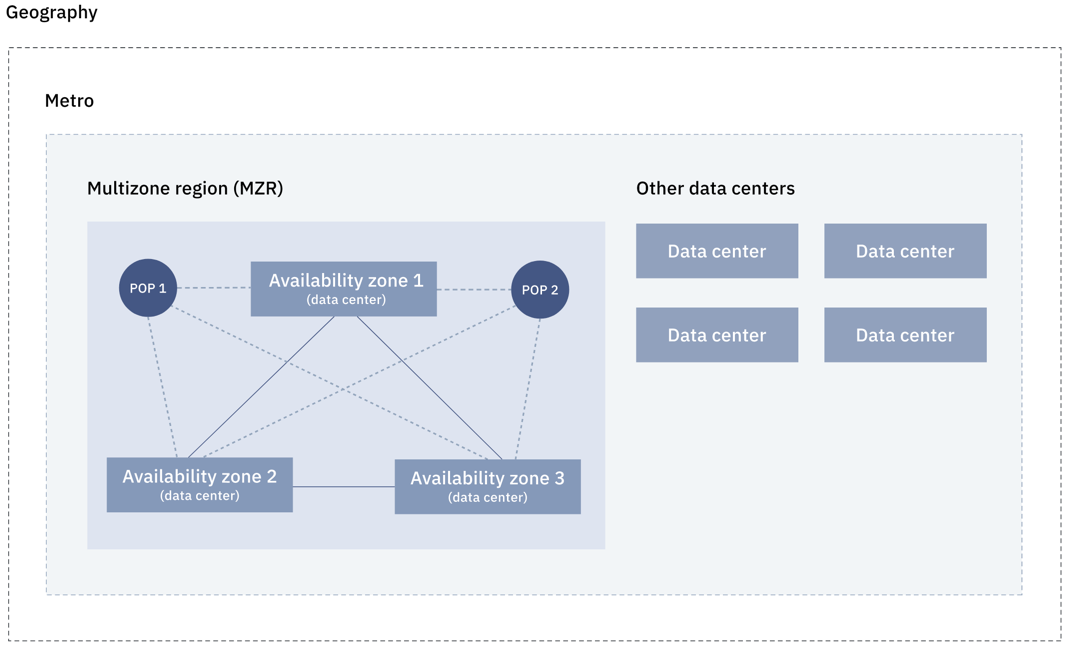 Geography
Metro
Multizone region (MZR)
POP 1
Availability zone 1
(data center)
POP 2
Availability zone 2
(data center)
Availability zone 3
(data center)
Other data centers
Data center
Data center
Data center
Data center